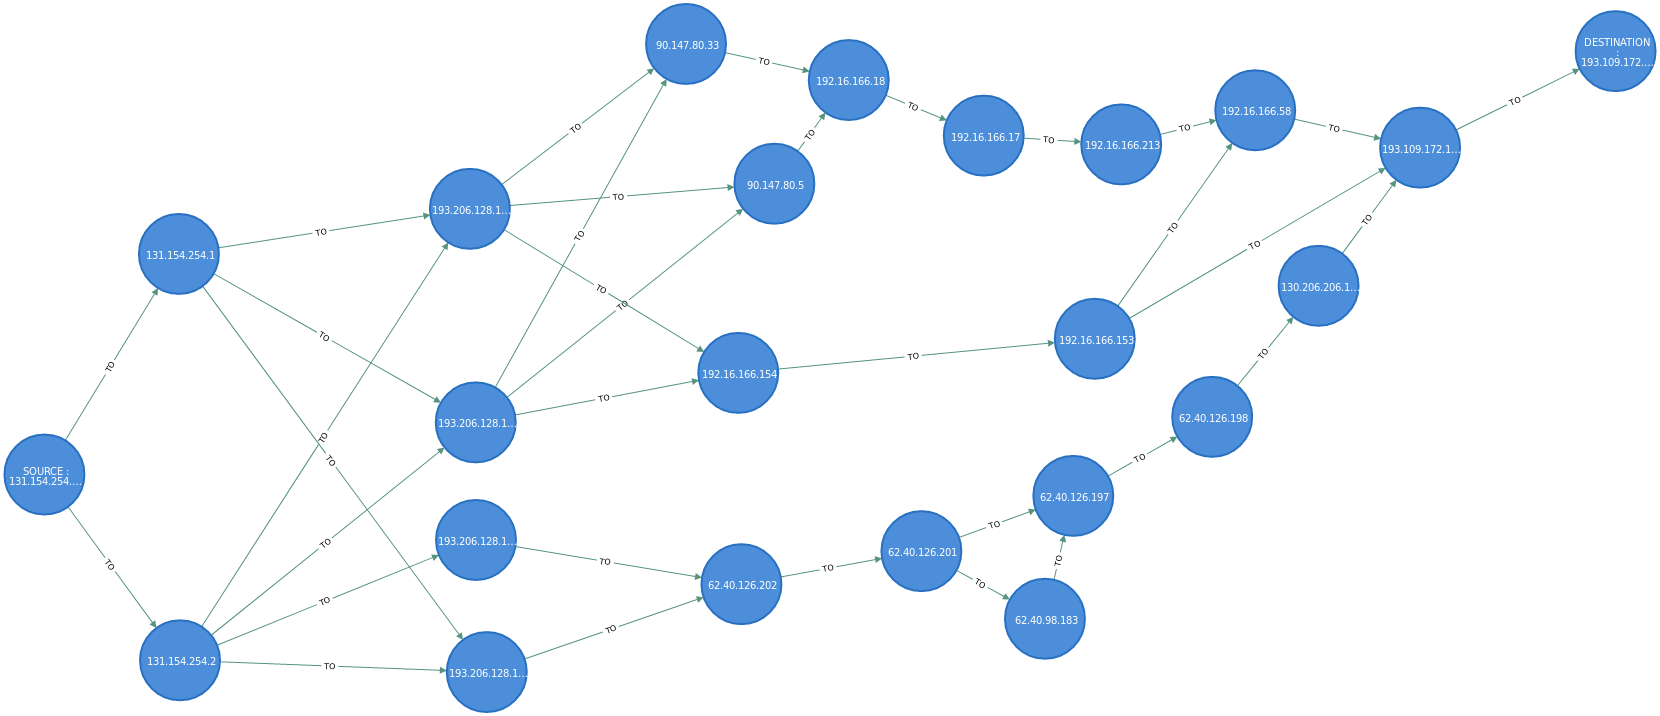 90.147.80.33
DESTINATION
:
193.109.172....
TO
192.16.166.18
TO
TO
192.16.166.58
TO
TO
192.16.166.17
TO
192.16.166.213
TO
TO
193.109.172.1...
TO
90.147.80.5
TO
193.206.128.1...
TO
131.154.254.1
TO
TO
TO
TO
TO
130.206.206.1...
TO
TO
TO
192.16.166.153
TO
TO
TO
192.16.166.154
TO
62.40.126.198
193.206.128.1...
TO
TO
TO
SOURCE :
131.154.254....
62.40.126.197
TO
193.206.128.1...
TO
62.40.126.201
TO
TO
TO
TO
TO
62.40.126.202
TO
62.40.98.183
TO
131.154.254.2
TO
193.206.128.1...